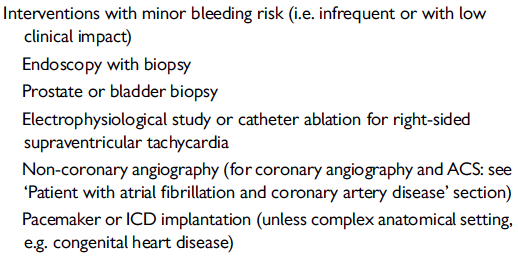 Interventions with minor bleeding risk (i.e. infrequent or with low
clinical impact)
Endoscopy with biopsy
Prostate or bladder biopsy
Electrophysiological study or catheter ablation for right-sided
supraventricular tachycardia
Non-coronary angiography (for coronary angiography and ACS: see
‘Patient with atrial fibrillation and coronary artery disease’ section)
Pacemaker or ICD implantation (unless complex anatomical setting,
e.g. congenital heart disease)